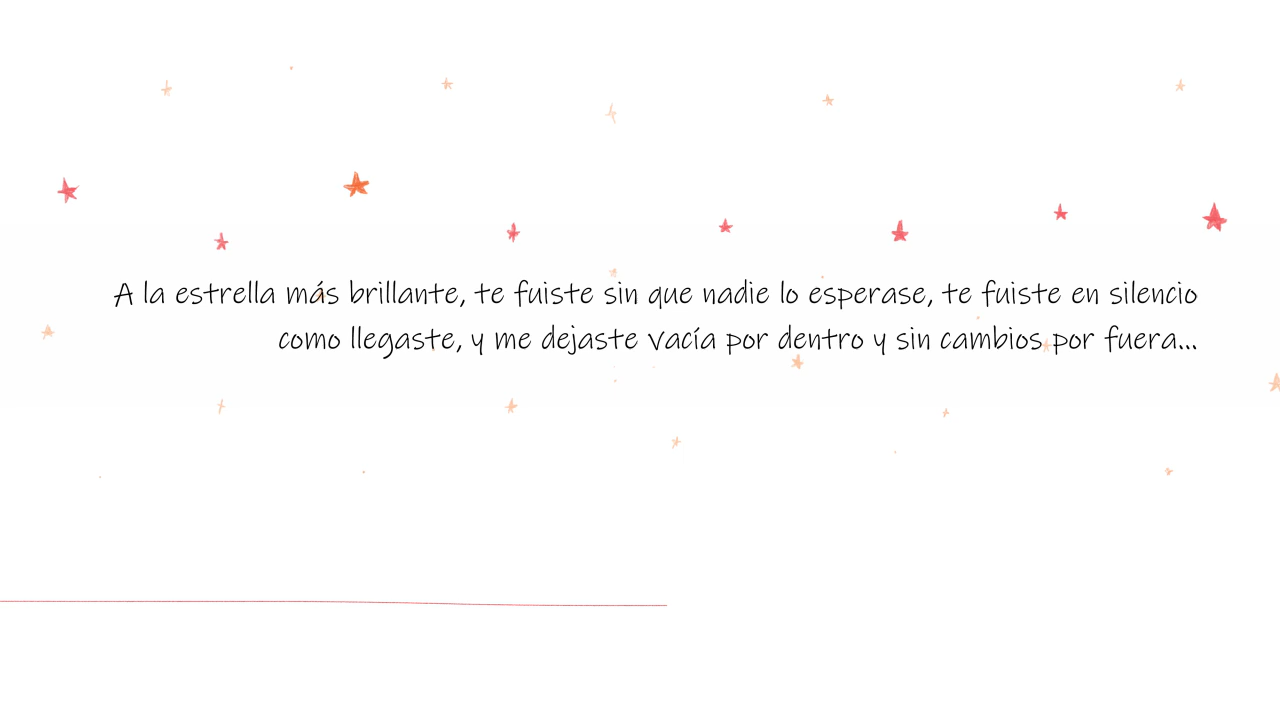 A la estrella más brillante, te fuiste sin que nadie lo esperase, te fuiste en silencio
como llegaste, y me dejaste vacía por dentro y sin cambios por fuera...